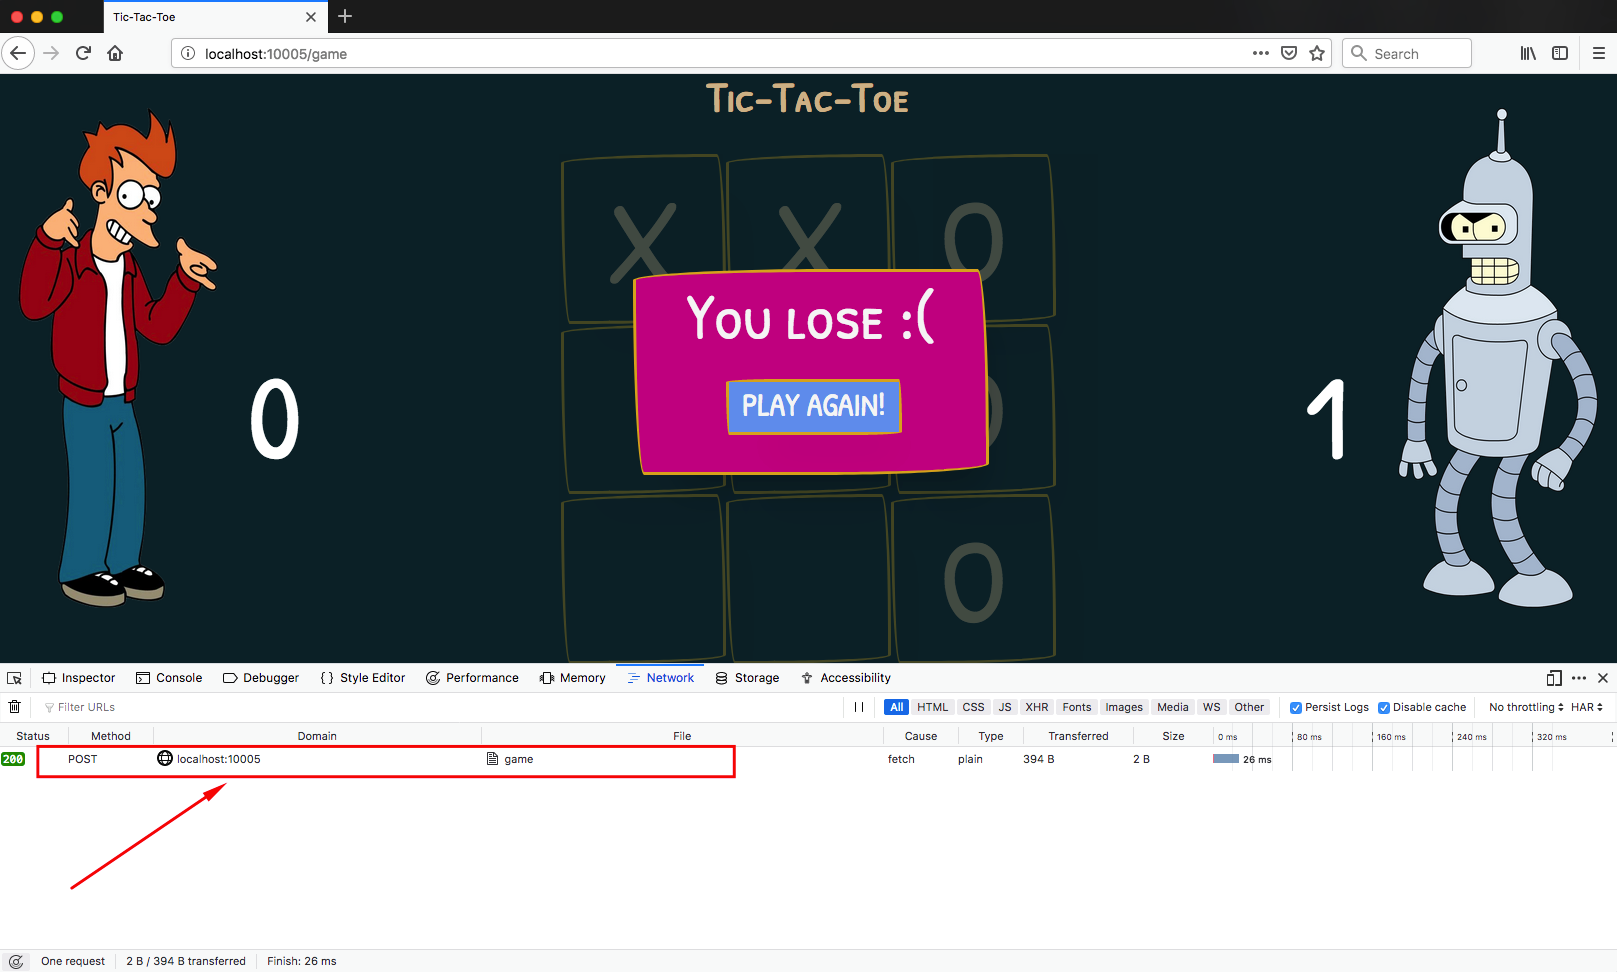 Tic-Tac-Toe
localhost:10005/game
Search
Tic-Tac-Toe
X X O
You lose :(
0
PLAY AGAIN!
1
O
O
Inspector Console Debugger { } Style Editor Performance Memory Network Storage Accessibility
Filter URLs
All HTML CSS JS XHR Fonts Images Media WS Other Persist Logs Disable cache No throttling HAR
Status Method Domain File Cause Type Transferred Size 0 ms 80 ms 160 ms 240 ms 320 ms
200 POST localhost:10005 game fetch plain 394 B 2 B 26 ms
One request 2 B / 394 B transferred Finish: 26 ms